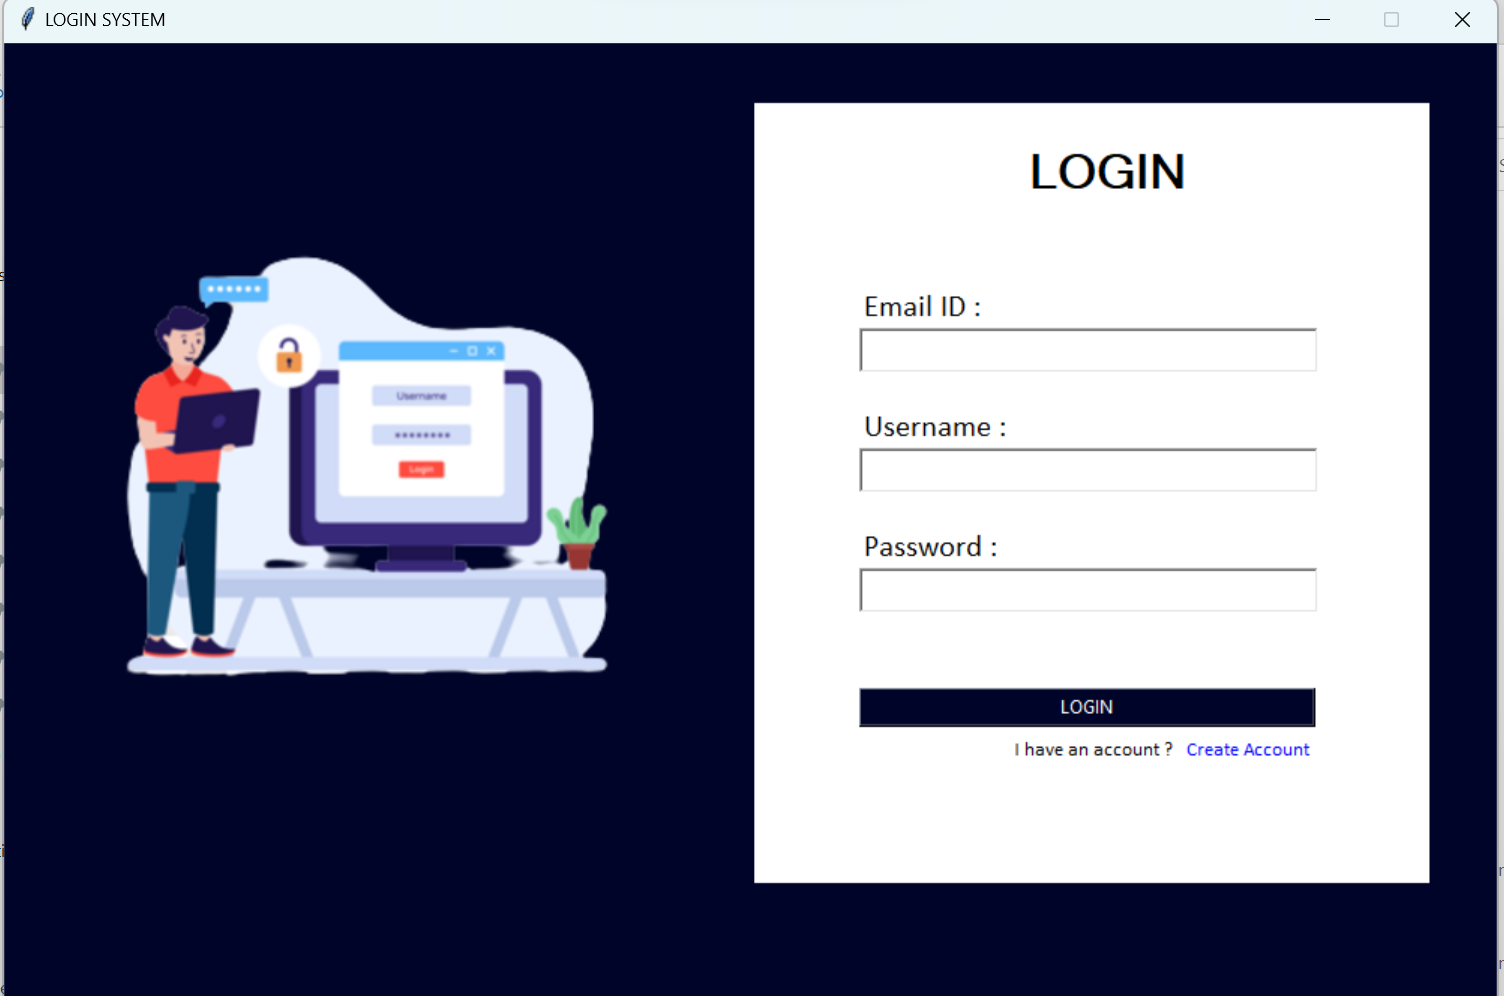 LOGIN SYSTEM
LOGIN
Email ID :
Username :
Password :
LOGIN
I have an account ? Create Account
Username
Login